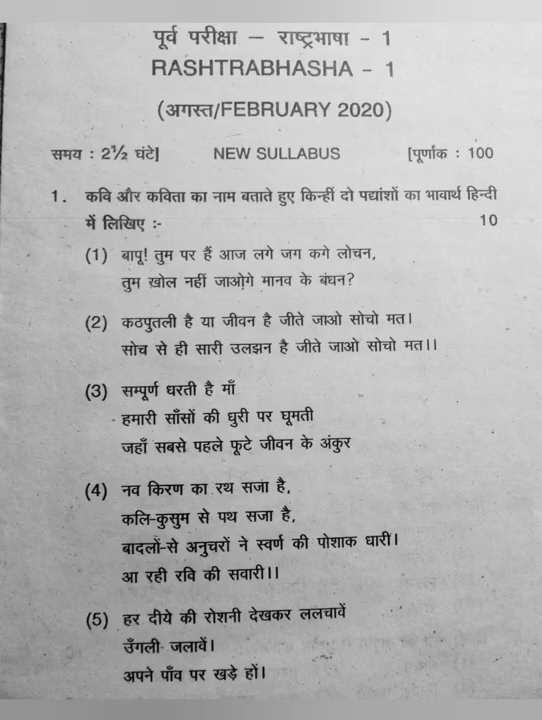 पूर्व परीक्षा – राष्ट्रभाषा - 1
RASHTRABHASHA - 1
(अगस्त/FEBRUARY 2020)
समय : 2½ घंटे] NEW SULLABUS [पूर्णांक : 100
1. कवि और कविता का नाम बताते हुए किन्हीं दो पद्यांशों का भावार्थ हिन्दी
में लिखिए :- 10
(1) बापू! तुम पर हैं आज लगे जग कगे लोचन,
तुम खोल नहीं जाओगे मानव के बंघन?
(2) कठपुतली है या जीवन है जीते जाओ सोचो मत।
सोच से ही सारी उलझन है जीते जाओ सोचो मत।।
(3) सम्पूर्ण धरती है माँ
हमारी साँसों की धुरी पर घूमती
जहाँ सबसे पहले फूटे जीवन के अंकुर
(4) नव किरण का रथ सजा है,
कलि-कुसुम से पथ सजा है,
बादलों-से अनुचरों ने स्वर्ण की पोशाक धारी।
आ रही रवि की सवारी।।
(5) हर दीये की रोशनी देखकर ललचावें
उँगली जलावें।
अपने पाँव पर खड़े हों।